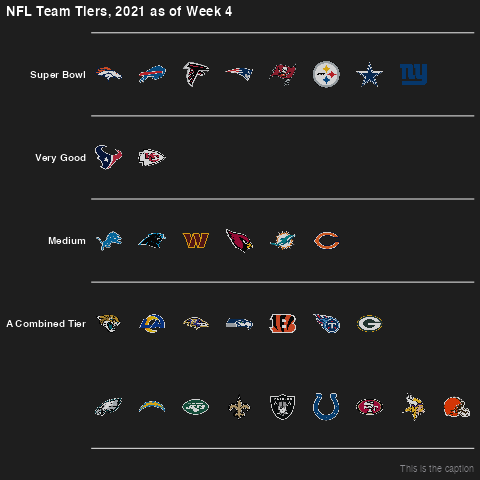 NFL Team Tiers, 2021 as of Week 4
Super Bowl
ny
Very Good
Medium
A Combined Tier
This is the caption